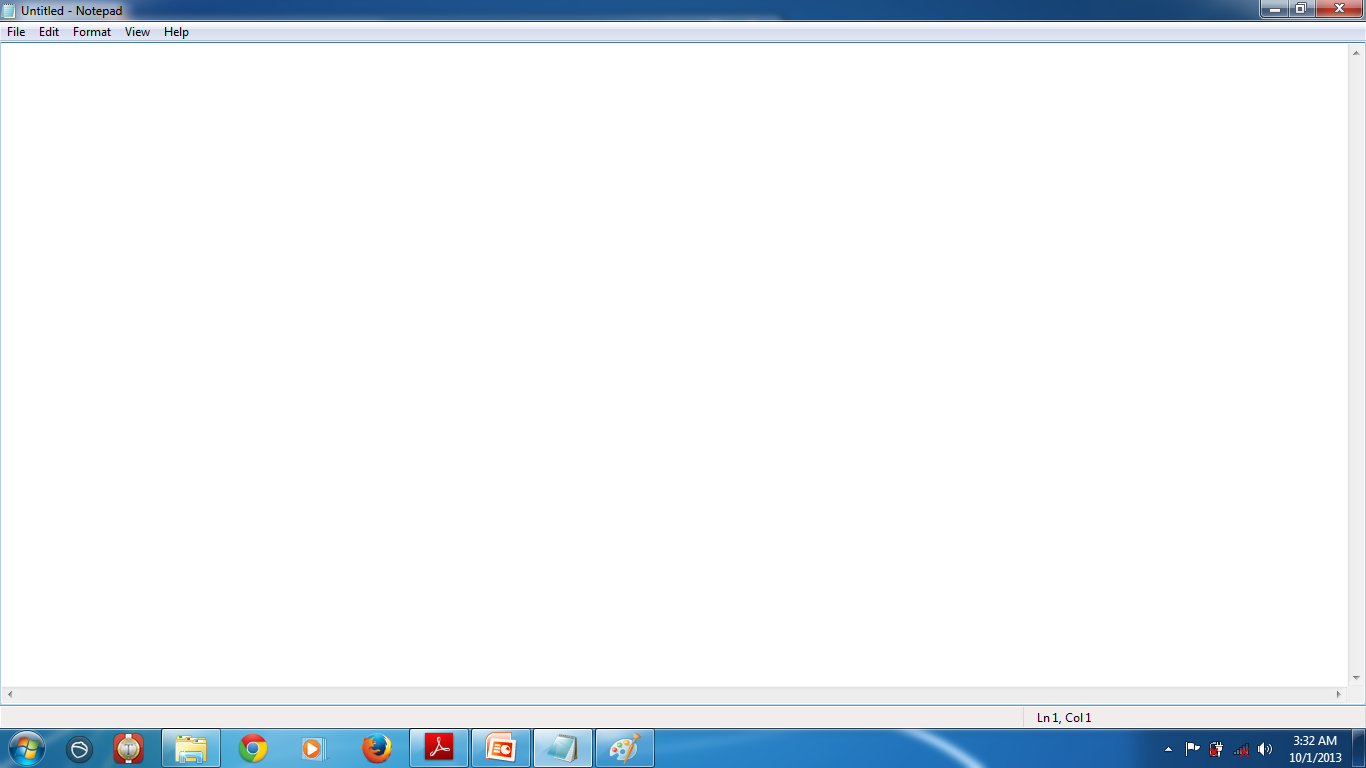 Untitled - Notepad
File Edit Format View Help
Ln 1, Col 1
3:32 AM
10/1/2013